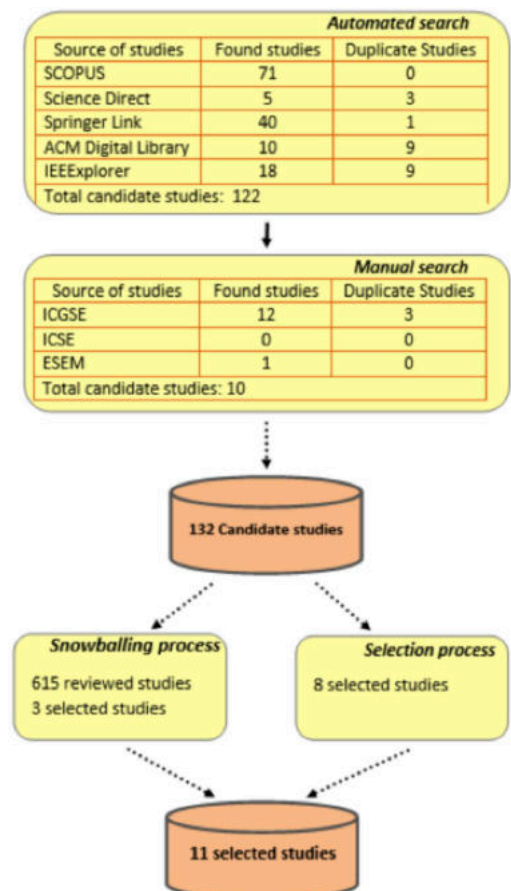 Automated search
Source of studies Found studies Duplicate Studies
SCOPUS 71 0
Science Direct 5 3
Springer Link 40 1
ACM Digital Library 10 9
IEEExplorer 18 9
Total candidate studies: 122
Manual search
Source of studies Found studies Duplicate Studies
ICGSE 12 3
ICSE 0 0
ESEM 1 0
Total candidate studies: 10
132 Candidate studies
Snowballing process
615 reviewed studies
3 selected studies
Selection process
8 selected studies
11 selected studies